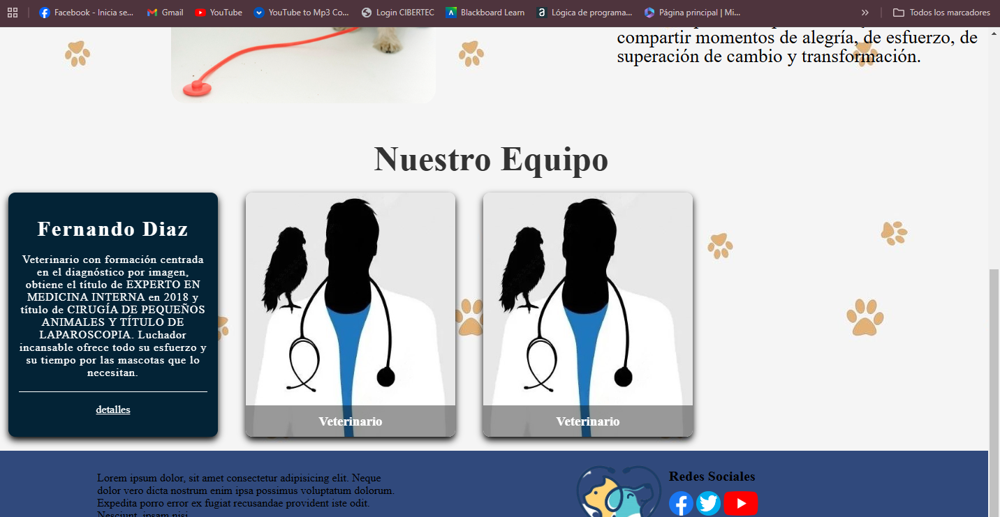 Facebook - Inicia se...
Gmail
YouTube
YouTube to Mp3 Co...
Login CIBERTEC
Blackboard Learn
Lógica de programa...
Página principal | Mi...
»
Todos los marcadores
compartir momentos de alegría, de esfuerzo, de
superación de cambio y transformación.
Nuestro Equipo
Fernando Diaz
Veterinario con formación centrada
en el diagnóstico por imagen,
obtiene el título de EXPERTO EN
MEDICINA INTERNA en 2018 y
título de CIRUGÍA DE PEQUEÑOS
ANIMALES Y TÍTULO DE
LAPAROSCOPIA. Luchador
incansable ofrece todo su esfuerzo y
su tiempo por las mascotas que lo
necesitan.
detalles
Veterinario
Veterinario
Lorem ipsum dolor, sit amet consectetur adipisicing elit. Neque
dolor vero dicta nostrum enim ipsa possimus voluptatum dolorum.
Expedita porro error ex fugiat recusandae provident iste odit.
Nesciunt, ipsam nisi.
Redes Sociales